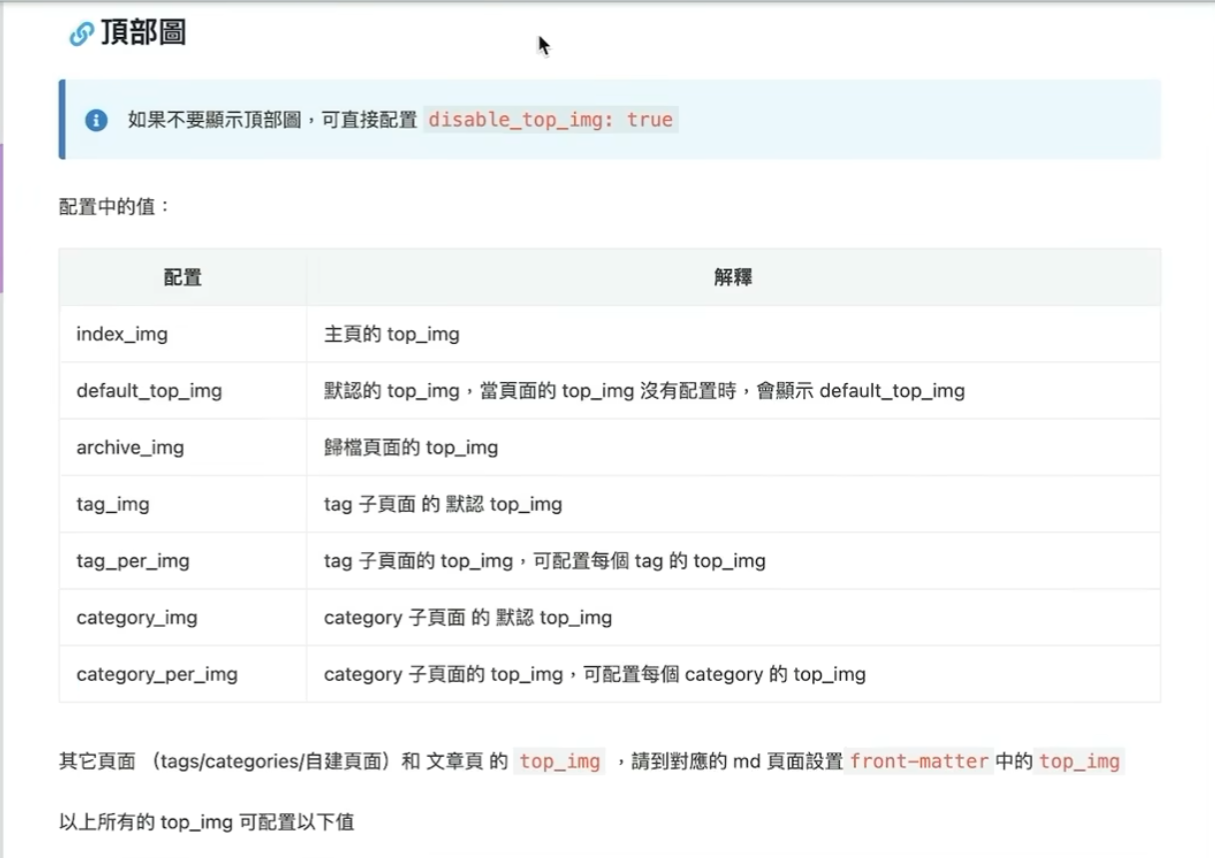 頂部圖
如果不要顯示頂部圖，可直接配置 disable_top_img: true
配置中的值：
配置 解釋
index_img 主頁的 top_img
default_top_img 默認的 top_img，當頁面的 top_img 沒有配置時，會顯示 default_top_img
archive_img 歸檔頁面的 top_img
tag_img tag 子頁面 的 默認 top_img
tag_per_img tag 子頁面的 top_img，可配置每個 tag 的 top_img
category_img category 子頁面 的 默認 top_img
category_per_img category 子頁面的 top_img，可配置每個 category 的 top_img
其它頁面 （tags/categories/自建頁面）和 文章頁 的 top_img ，請到對應的 md 頁面設置 front-matter 中的 top_img
以上所有的 top_img 可配置以下值